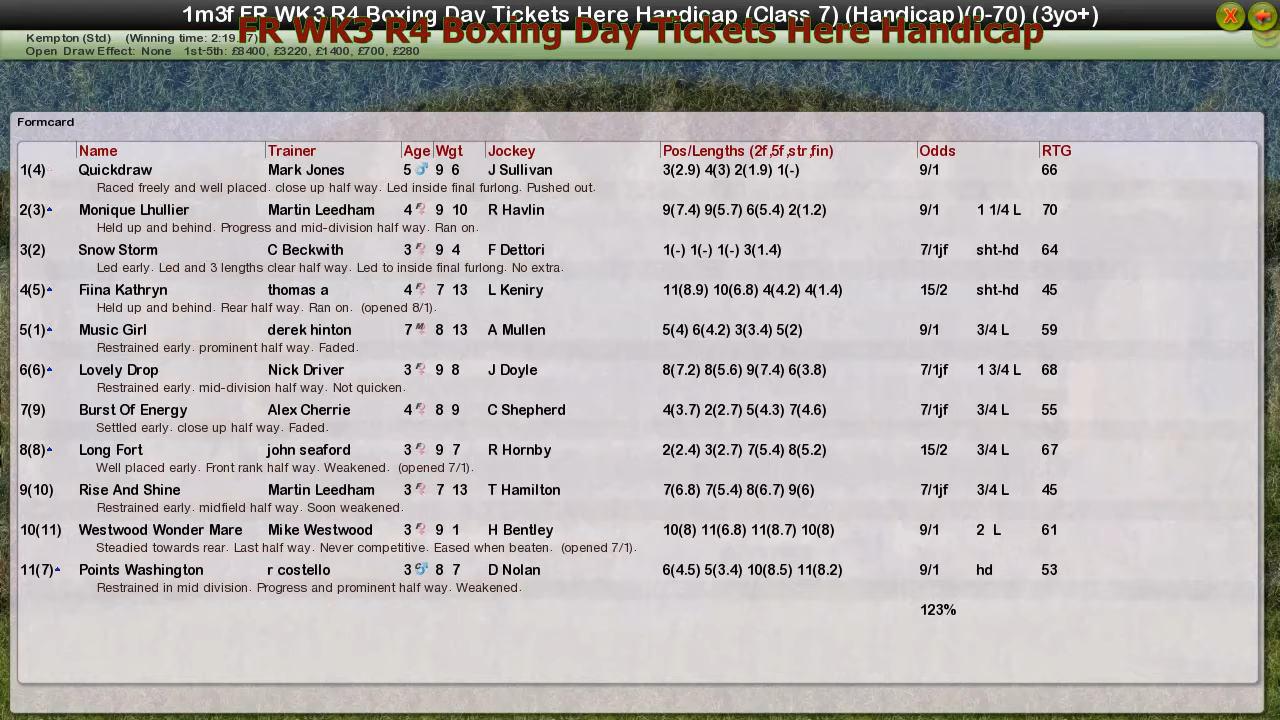 1m3f FR WK3 R4 Boxing Day Tickets Here Handicap (Class 7) (Handicap)(0-70) (3yo+)
FR WK3 R4 Boxing Day Tickets Here Handicap
Kempton (Std) (Winning time: 2:19. 7)
Open Draw Effect: None 1st-5th: £8400, £3220, £1400, £700, £280
Formcard
Name Trainer Age Wgt Jockey Pos/Lengths (2f,5f,str,fin) Odds RTG
1(4) Quickdraw Mark Jones 5 9 6 J Sullivan 3(2.9) 4(3) 2(1.9) 1(-) 9/1 66
Raced freely and well placed. close up half way. Led inside final furlong. Pushed out.
2(3) Monique Lhullier Martin Leedham 4 9 10 R Havlin 9(7.4) 9(5.7) 6(5.4) 2(1.2) 9/1 1 1/4 L 70
Held up and behind. Progress and mid-division half way. Ran on.
3(2) Snow Storm C Beckwith 3 9 4 F Dettori 1(-) 1(-) 1(-) 3(1.4) 7/1jf sht-hd 64
Led early. Led and 3 lengths clear half way. Led to inside final furlong. No extra.
4(5) Fiina Kathryn thomas a 4 7 13 L Keniry 11(8.9) 10(6.8) 4(4.2) 4(1.4) 15/2 sht-hd 45
Held up and behind. Rear half way. Ran on. (opened 8/1).
5(1) Music Girl derek hinton 7 8 13 A Mullen 5(4) 6(4.2) 3(3.4) 5(2) 9/1 3/4 L 59
Restrained early. prominent half way. Faded.
6(6) Lovely Drop Nick Driver 3 9 8 J Doyle 8(7.2) 8(5.6) 9(7.4) 6(3.8) 7/1jf 1 3/4 L 68
Restrained early. mid-division half way. Not quicken.
7(9) Burst Of Energy Alex Cherrie 4 8 9 C Shepherd 4(3.7) 2(2.7) 5(4.3) 7(4.6) 7/1jf 3/4 L 55
Settled early. close up half way. Faded.
8(8) Long Fort john seaford 3 9 7 R Hornby 2(2.4) 3(2.7) 7(5.4) 8(5.2) 15/2 3/4 L 67
Well placed early. Front rank half way. Weakened. (opened 7/1).
9(10) Rise And Shine Martin Leedham 3 7 13 T Hamilton 7(6.8) 7(5.4) 8(6.7) 9(6) 7/1jf 3/4 L 45
Restrained early. midfield half way. Soon weakened.
10(11) Westwood Wonder Mare Mike Westwood 3 9 1 H Bentley 10(8) 11(6.8) 11(8.7) 10(8) 9/1 2 L 61
Steadied towards rear. Last half way. Never competitive. Eased when beaten. (opened 7/1).
11(7) Points Washington r costello 3 8 7 D Nolan 6(4.5) 5(3.4) 10(8.5) 11(8.2) 9/1 hd 53
Restrained in mid division. Progress and prominent half way. Weakened.
123%